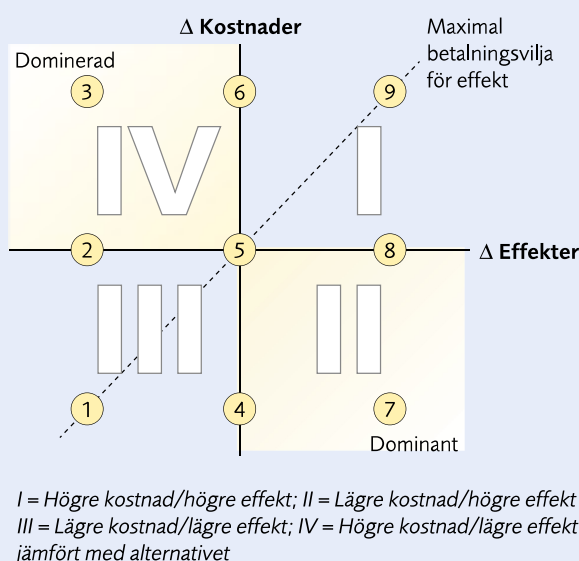 Δ Kostnader
Maximal
betalningsvilja
för effekt
Dominerad
3
6
9
IV
I
2
5
8
Δ Effekter
III
II
1
4
7
Dominant
I = Högre kostnad/högre effekt; II = Lägre kostnad/högre effekt
III = Lägre kostnad/lägre effekt; IV = Högre kostnad/lägre effekt
jämfört med alternativet